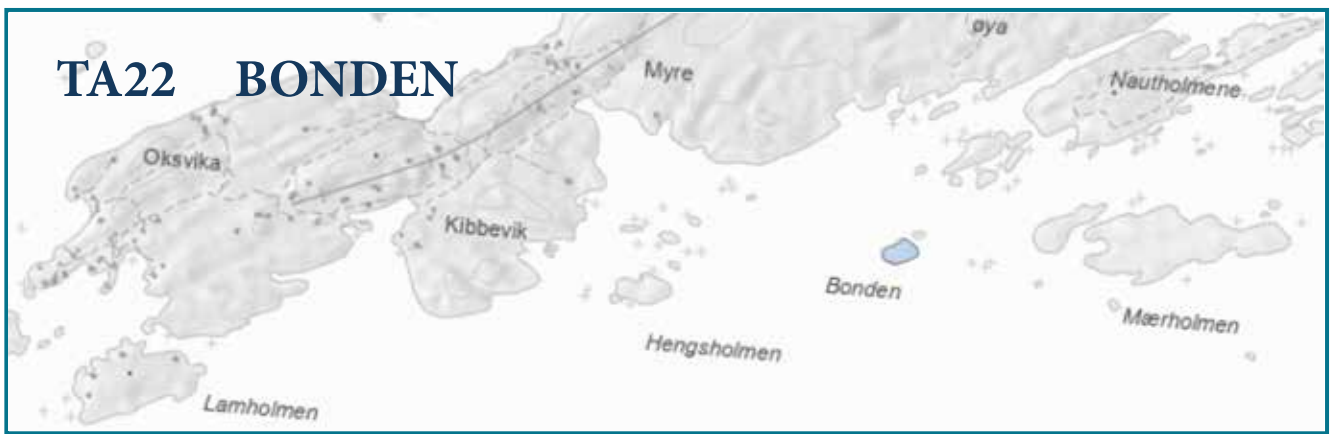 øya
TA22 BONDEN
Myre
Nautholmene
Oksvika
Kibbevik
Bonden
Mærholmen
Hengsholmen
Lamholmen